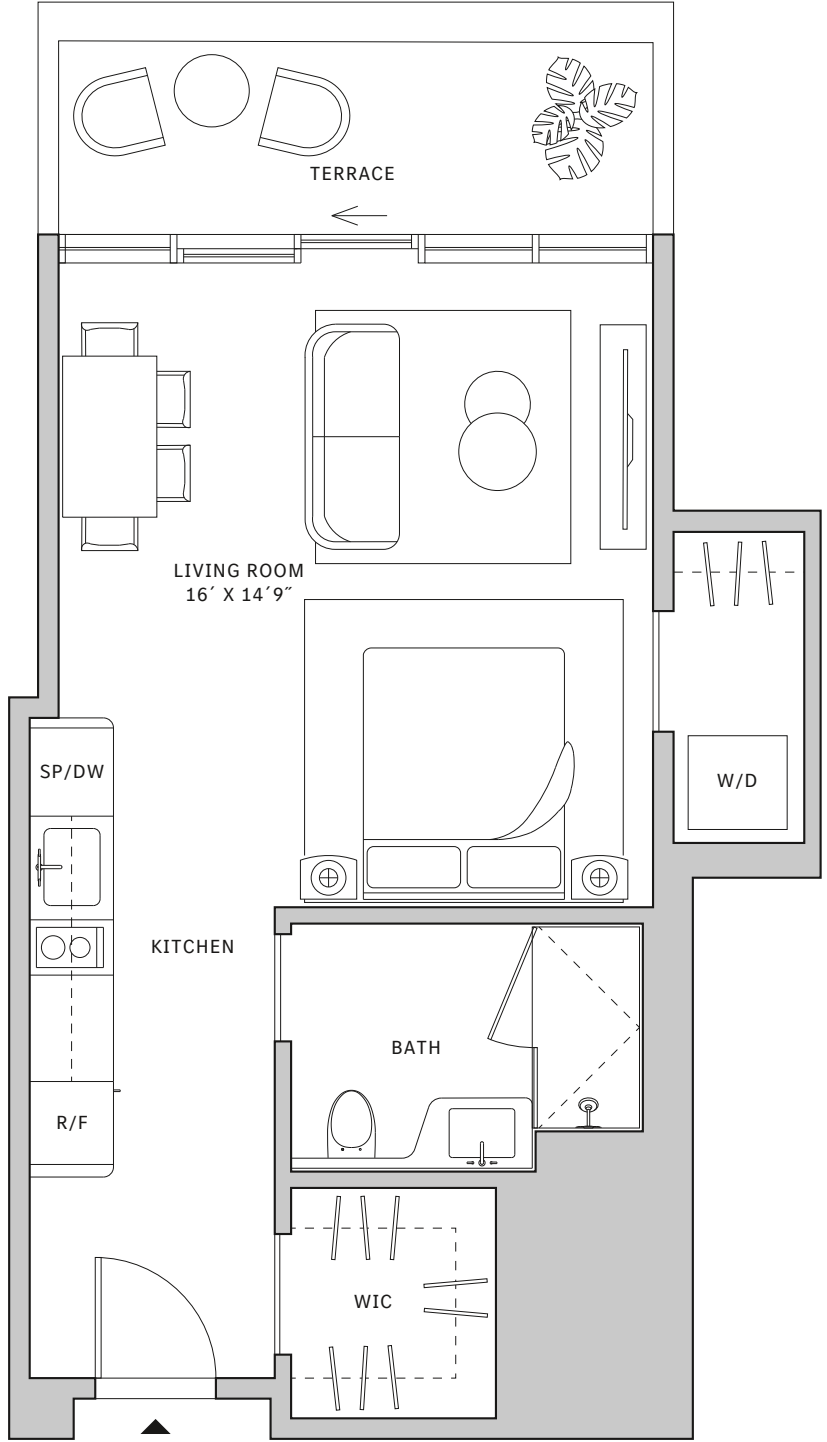 TERRACE
LIVING ROOM
16´ X 14´9˝
SP/DW
W/D
KITCHEN
BATH
R/F
WIC